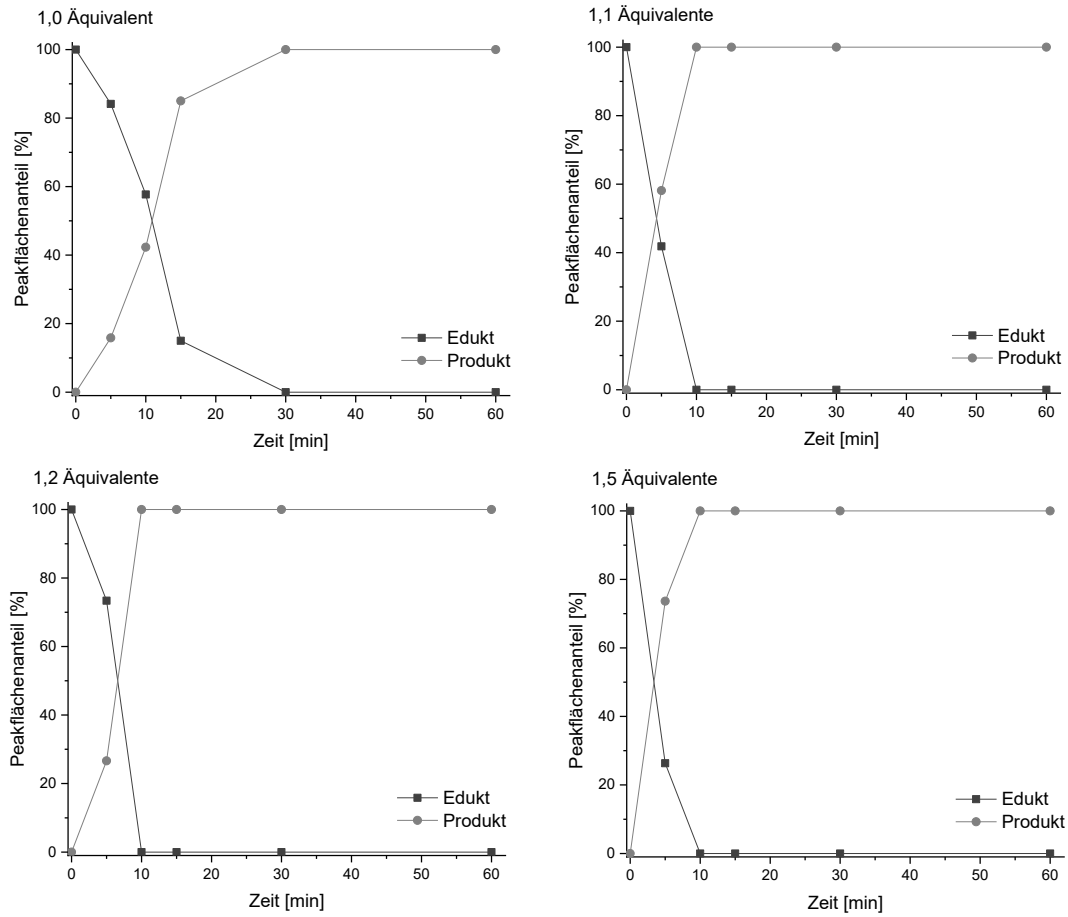 1,0 Äquivalent
100
80
60
40
20
0
Peakflächenanteil [%]
Edukt
Produkt
0 10 20 30 40 50 60
Zeit [min]
1,1 Äquivalente
100
80
60
40
20
0
Peakflächenanteil [%]
Edukt
Produkt
0 10 20 30 40 50 60
Zeit [min]
1,2 Äquivalente
100
80
60
40
20
0
Peakflächenanteil [%]
Edukt
Produkt
0 10 20 30 40 50 60
Zeit [min]
1,5 Äquivalente
100
80
60
40
20
0
Peakflächenanteil [%]
Edukt
Produkt
0 10 20 30 40 50 60
Zeit [min]